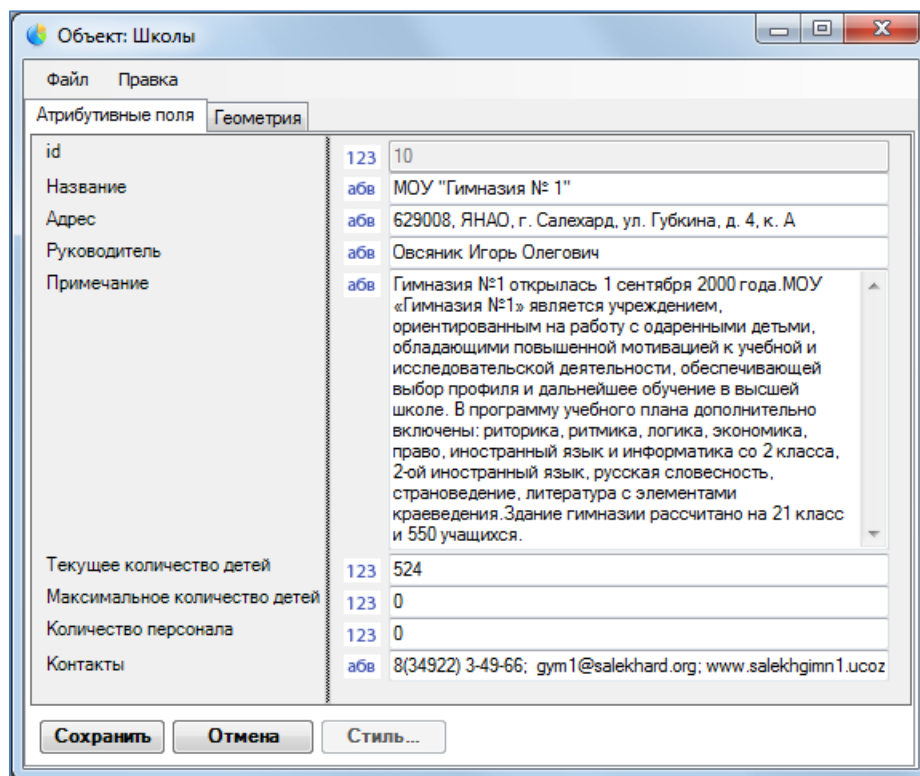 Объект: Школы
Файл Правка
Атрибутивные поля Геометрия
id 123 10
Название абв МОУ "Гимназия № 1"
Адрес абв 629008, ЯНАО, г. Салехард, ул. Губкина, д. 4, к. А
Руководитель абв Овсяник Игорь Олегович
Примечание абв Гимназия №1 открылась 1 сентября 2000 года.МОУ
«Гимназия №1» является учреждением,
ориентированным на работу с одаренными детьми,
обладающими повышенной мотивацией к учебной и
исследовательской деятельности, обеспечивающей
выбор профиля и дальнейшее обучение в высшей
школе. В программу учебного плана дополнительно
включены: риторика, ритмика, логика, экономика,
право, иностранный язык и информатика со 2 класса,
2-ой иностранный язык, русская словесность,
страноведение, литература с элементами
краеведения.Здание гимназии рассчитано на 21 класс
и 550 учащихся.
Текущее количество детей 123 524
Максимальное количество детей 123 0
Количество персонала 123 0
Контакты абв 8(34922) 3-49-66; gym1@salekhard.org; www.salekhgimn1.ucoz
Сохранить Отмена Стиль...